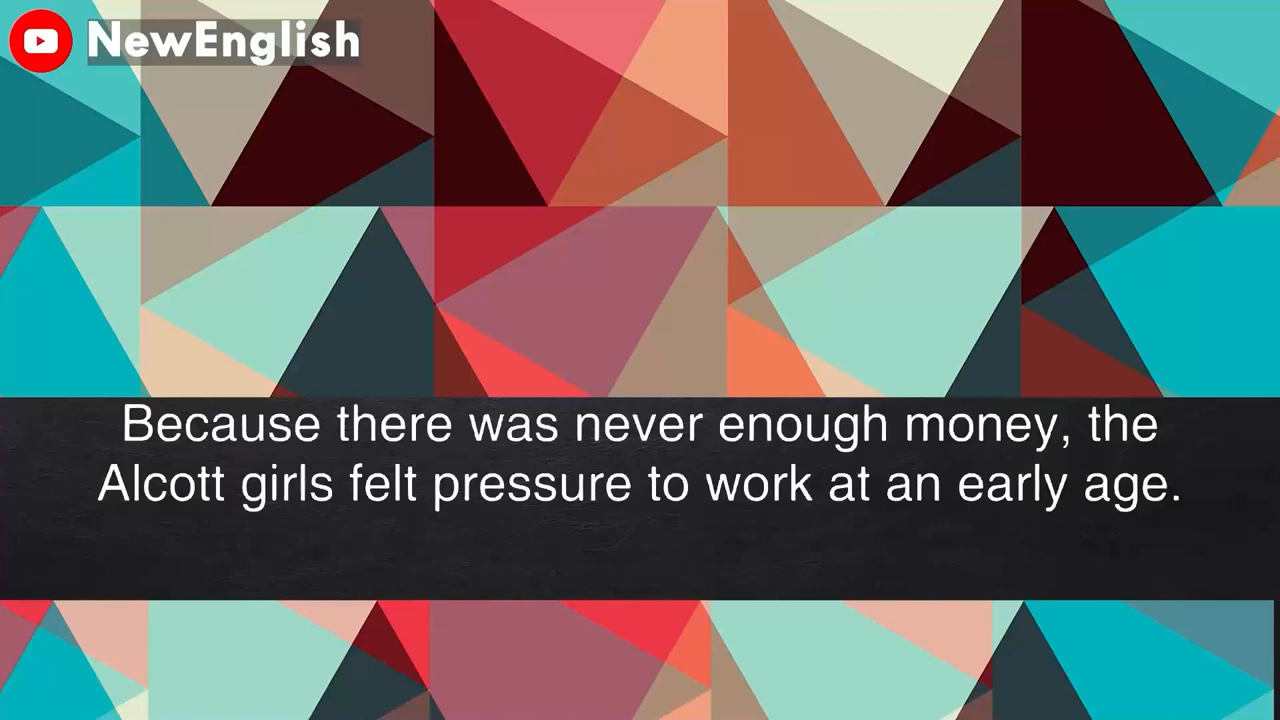 NewEnglish
Because there was never enough money, the
Alcott girls felt pressure to work at an early age.